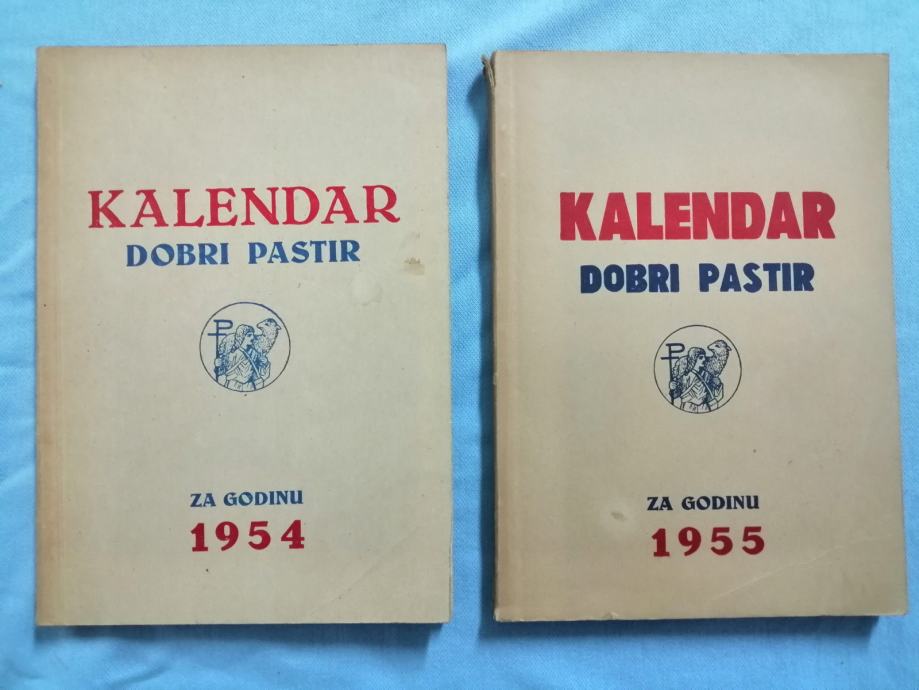 KALENDAR
DOBRI PASTIR
P
ZA GODINU
1954
KALENDAR
DOBRI PASTIR
P
ZA GODINU
1955